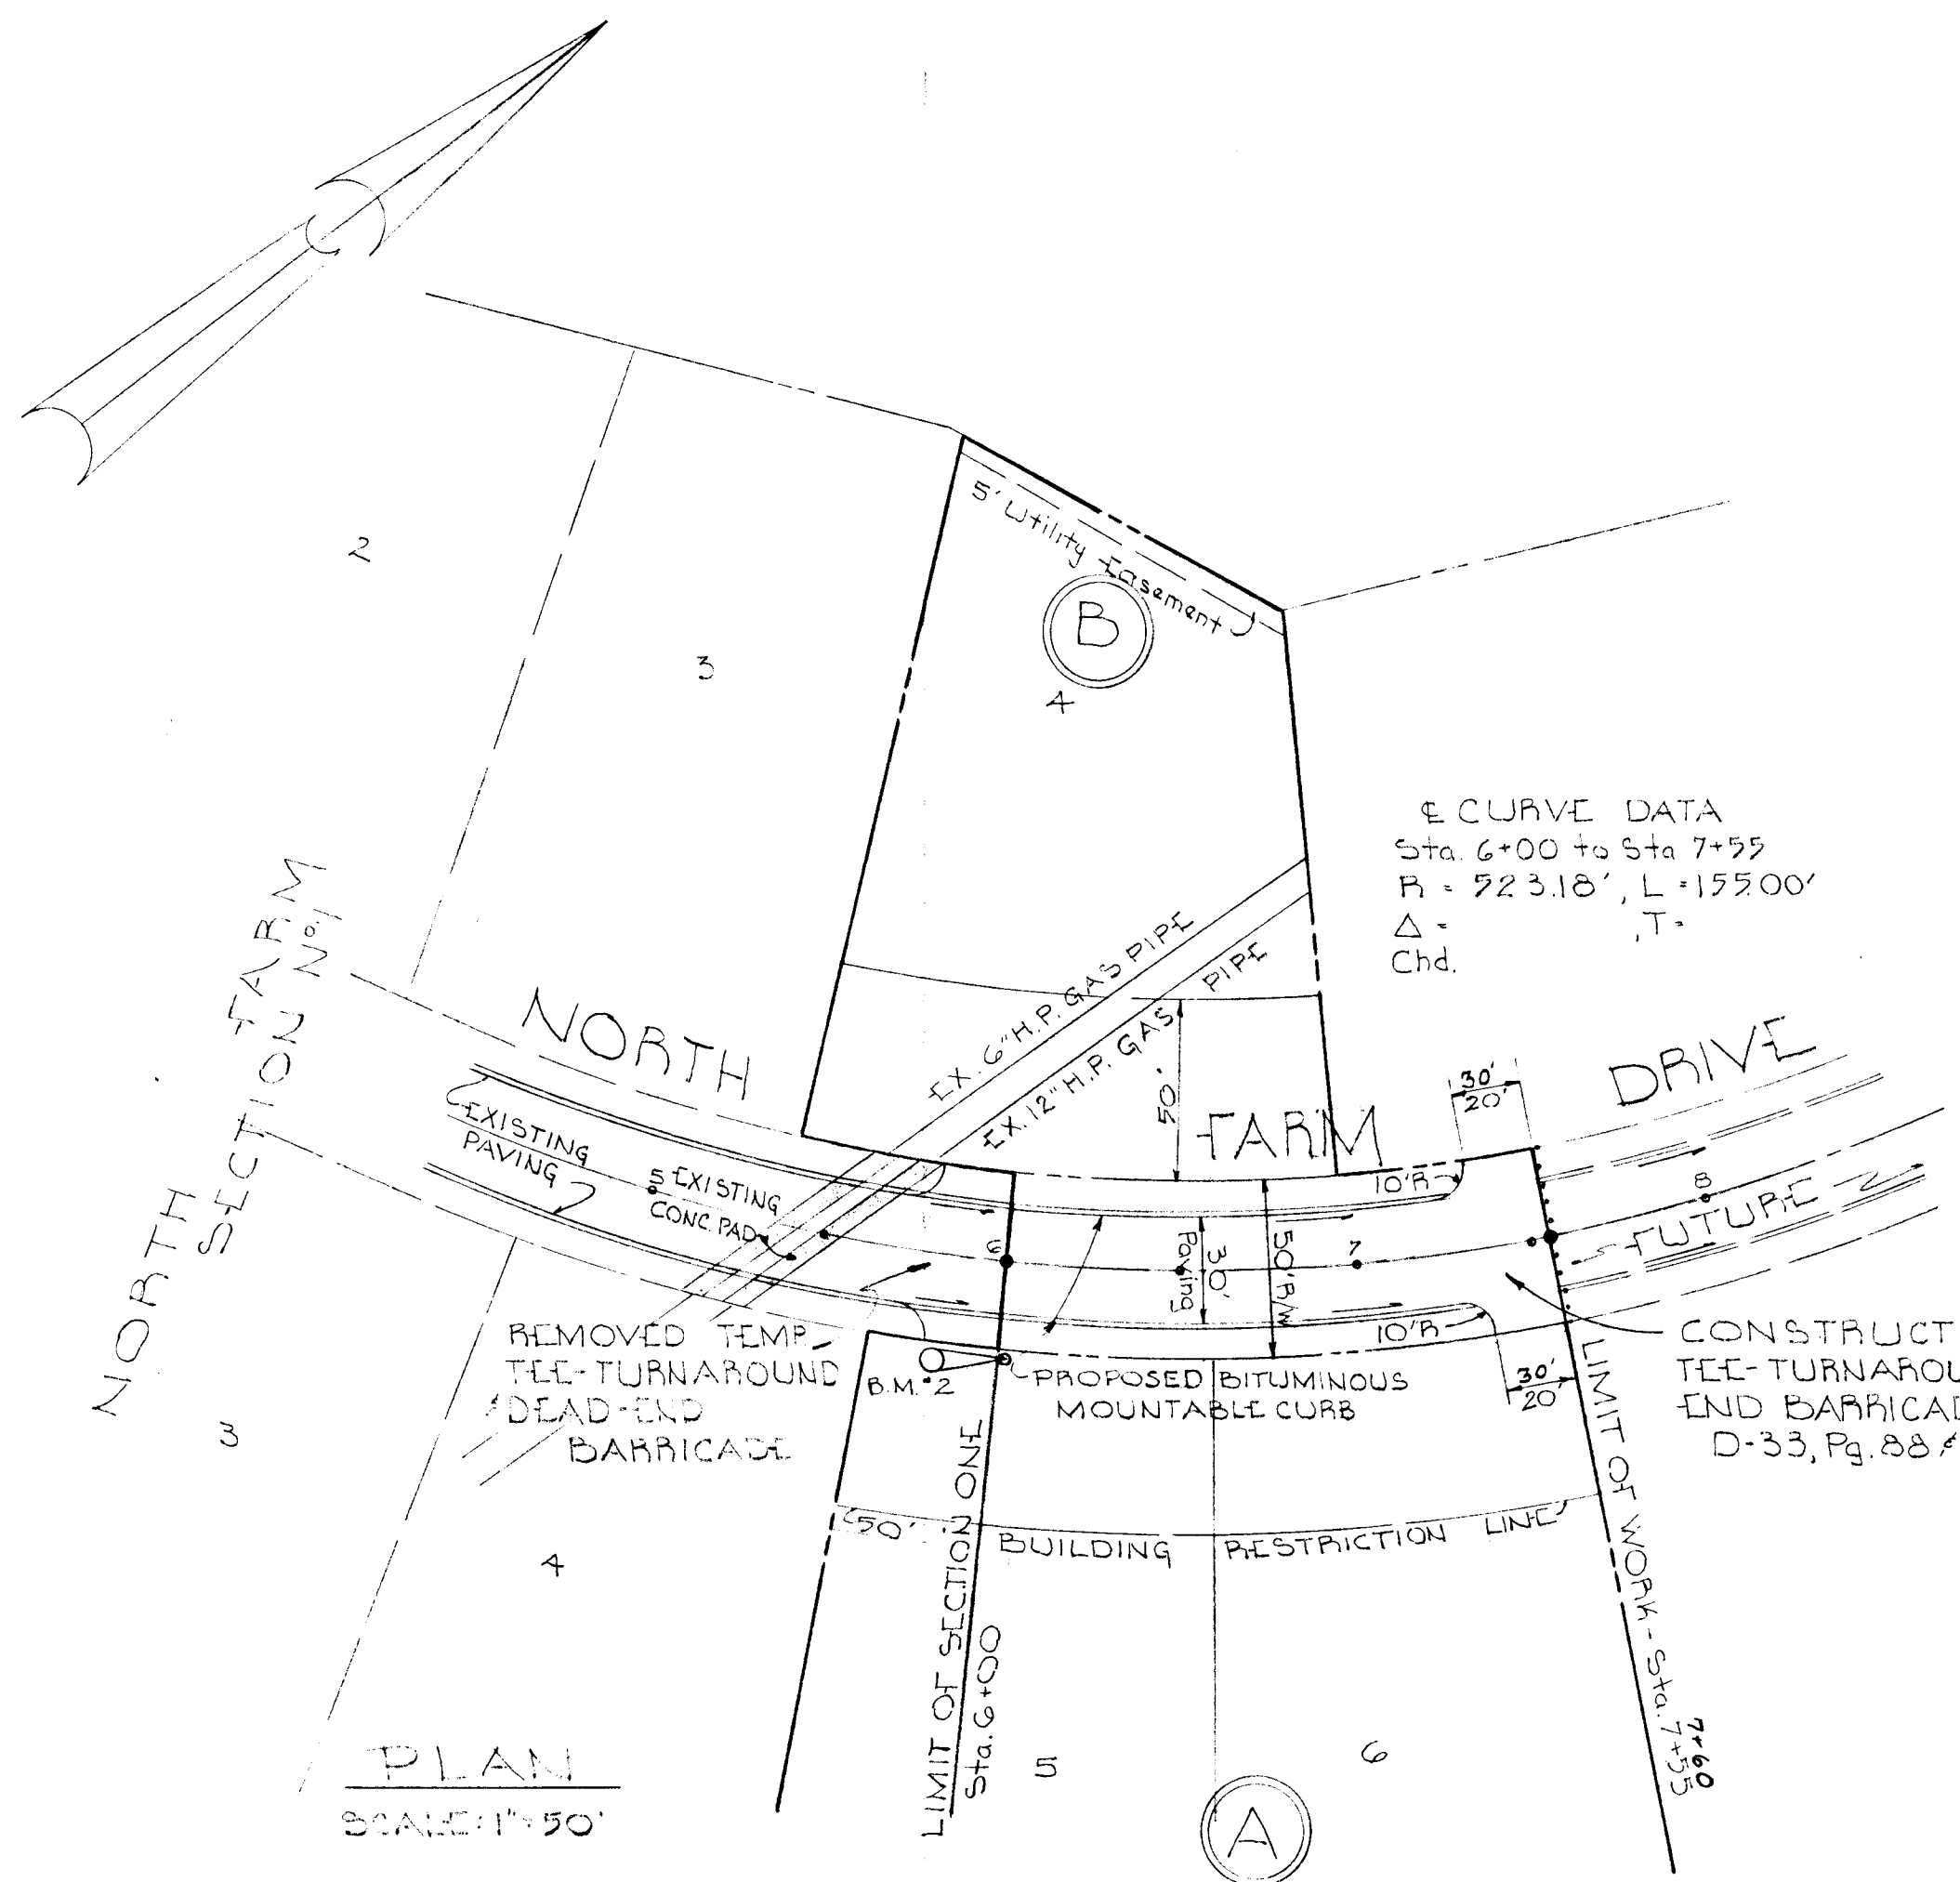 2
3
5' Utility Easement
B
4
℄ CURVE DATA
Sta. 6+00 to Sta 7+55
R = 523.18', L = 155.00'
Δ = , T =
Chd.
NORTH FARM
SECTION Nº 1
NORTH FARM DRIVE
EX. 6" H.P. GAS PIPE
EX. 12" H.P. GAS PIPE
50'
30'
20'
EXISTING
PAVING
5
EXISTING
CONC. PAD
6
10'R
30'
Paving
50' R/W
7
8
FUTURE
10'R
REMOVED TEMP.
TEE-TURNAROUND
& DEAD-END
BARRICADE
B.M. #2
PROPOSED BITUMINOUS
MOUNTABLE CURB
30'
20'
CONSTRUCT
TEE-TURNAROU
END BARRICAD
D-33, Pg. 88 &
3
4
50'
BUILDING RESTRICTION LINE
LIMIT OF SECTION ONE
Sta. 6+00
LIMIT OF WORK - Sta. 7+55
7+60
5
6
A
PLAN
SCALE: 1" = 50'